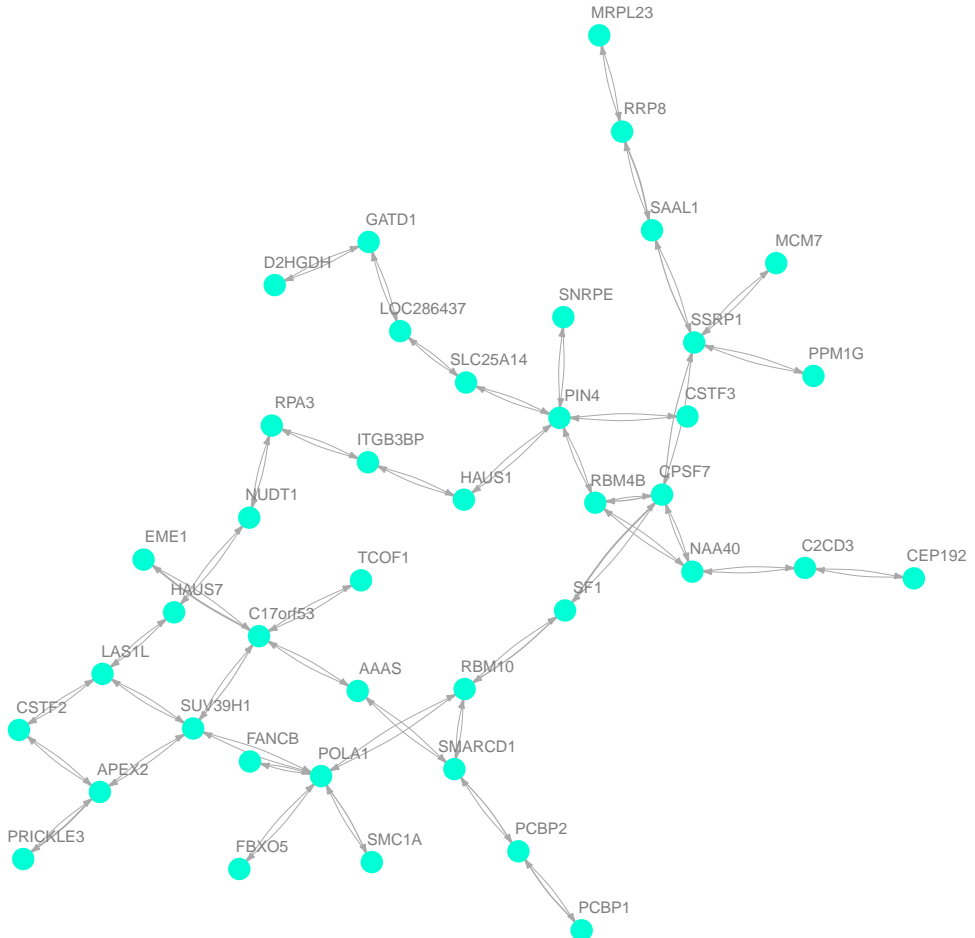 MRPL23
RRP8
SAAL1
GATD1
MCM7
D2HGDH
SNRPE
LOC286437
SSRP1
SLC25A14
PPM1G
PIN4
CSTF3
RPA3
ITGB3BP
HAUS1
RBM4B
CPSF7
NUDT1
EME1
TCOF1
NAA40
C2CD3
CEP192
HAUS7
C17orf53
SF1
LAS1L
AAAS
RBM10
CSTF2
SUV39H1
FANCB
POLA1
SMARCD1
APEX2
PRICKLE3
FBXO5
SMC1A
PCBP2
PCBP1